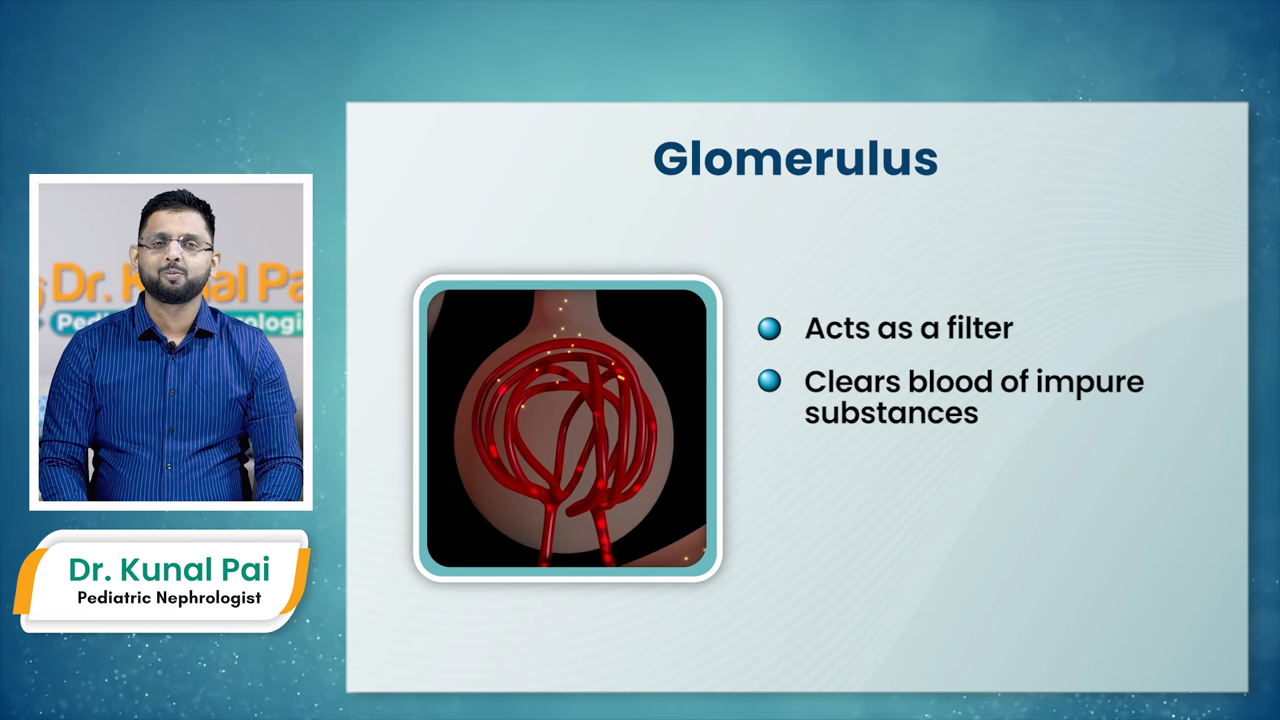 Glomerulus
Acts as a filter
Clears blood of impure
substances
Dr. Kunal Pai
Pediatric Nephrologist